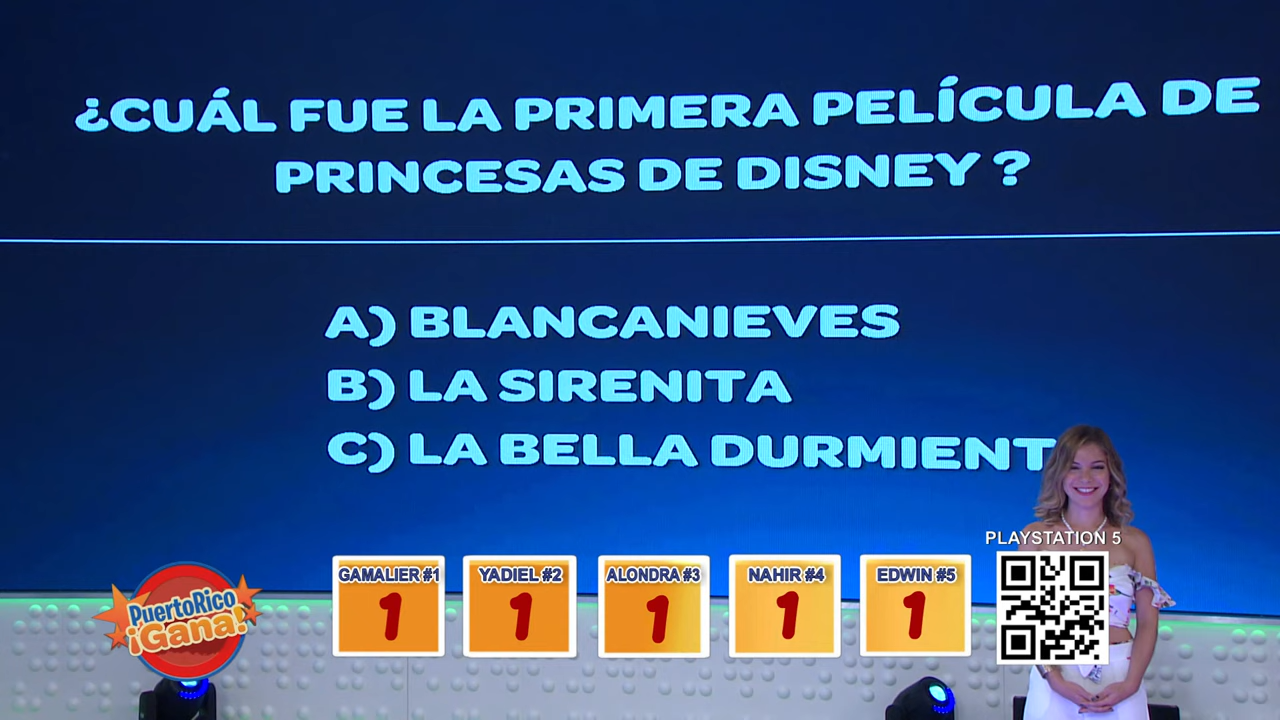 ¿CUÁL FUE LA PRIMERA PELÍCULA DE
PRINCESAS DE DISNEY ?
A) BLANCANIEVES
B) LA SIRENITA
C) LA BELLA DURMIENT
PLAYSTATION 5
GAMALIER #1
1
YADIEL #2
1
ALONDRA #3
1
NAHIR #4
1
EDWIN #5
1
PuertoRico
¡Gana!